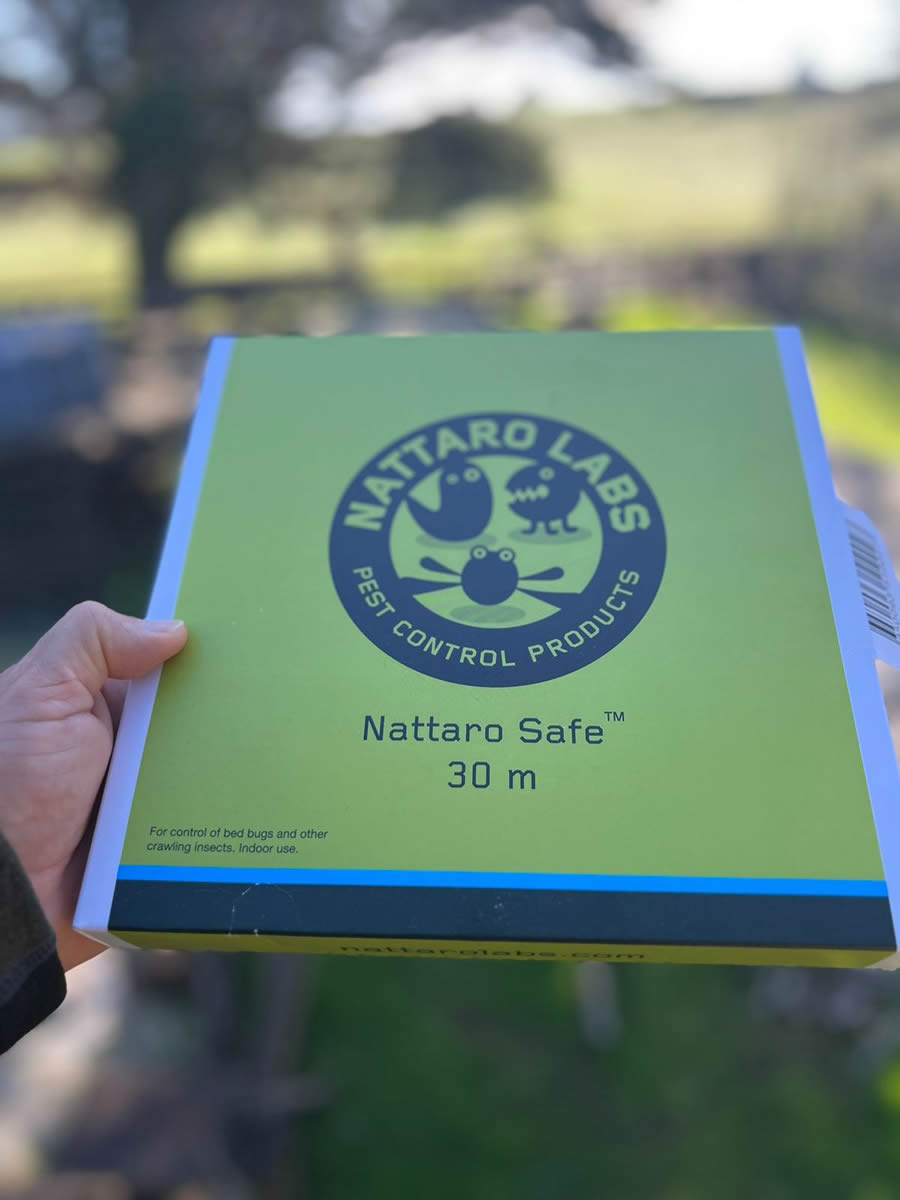 NATTARO LABS
PEST CONTROL PRODUCTS
Nattaro Safe™
30 m
For control of bed bugs and other
crawling insects. Indoor use.
nattarolabs.com